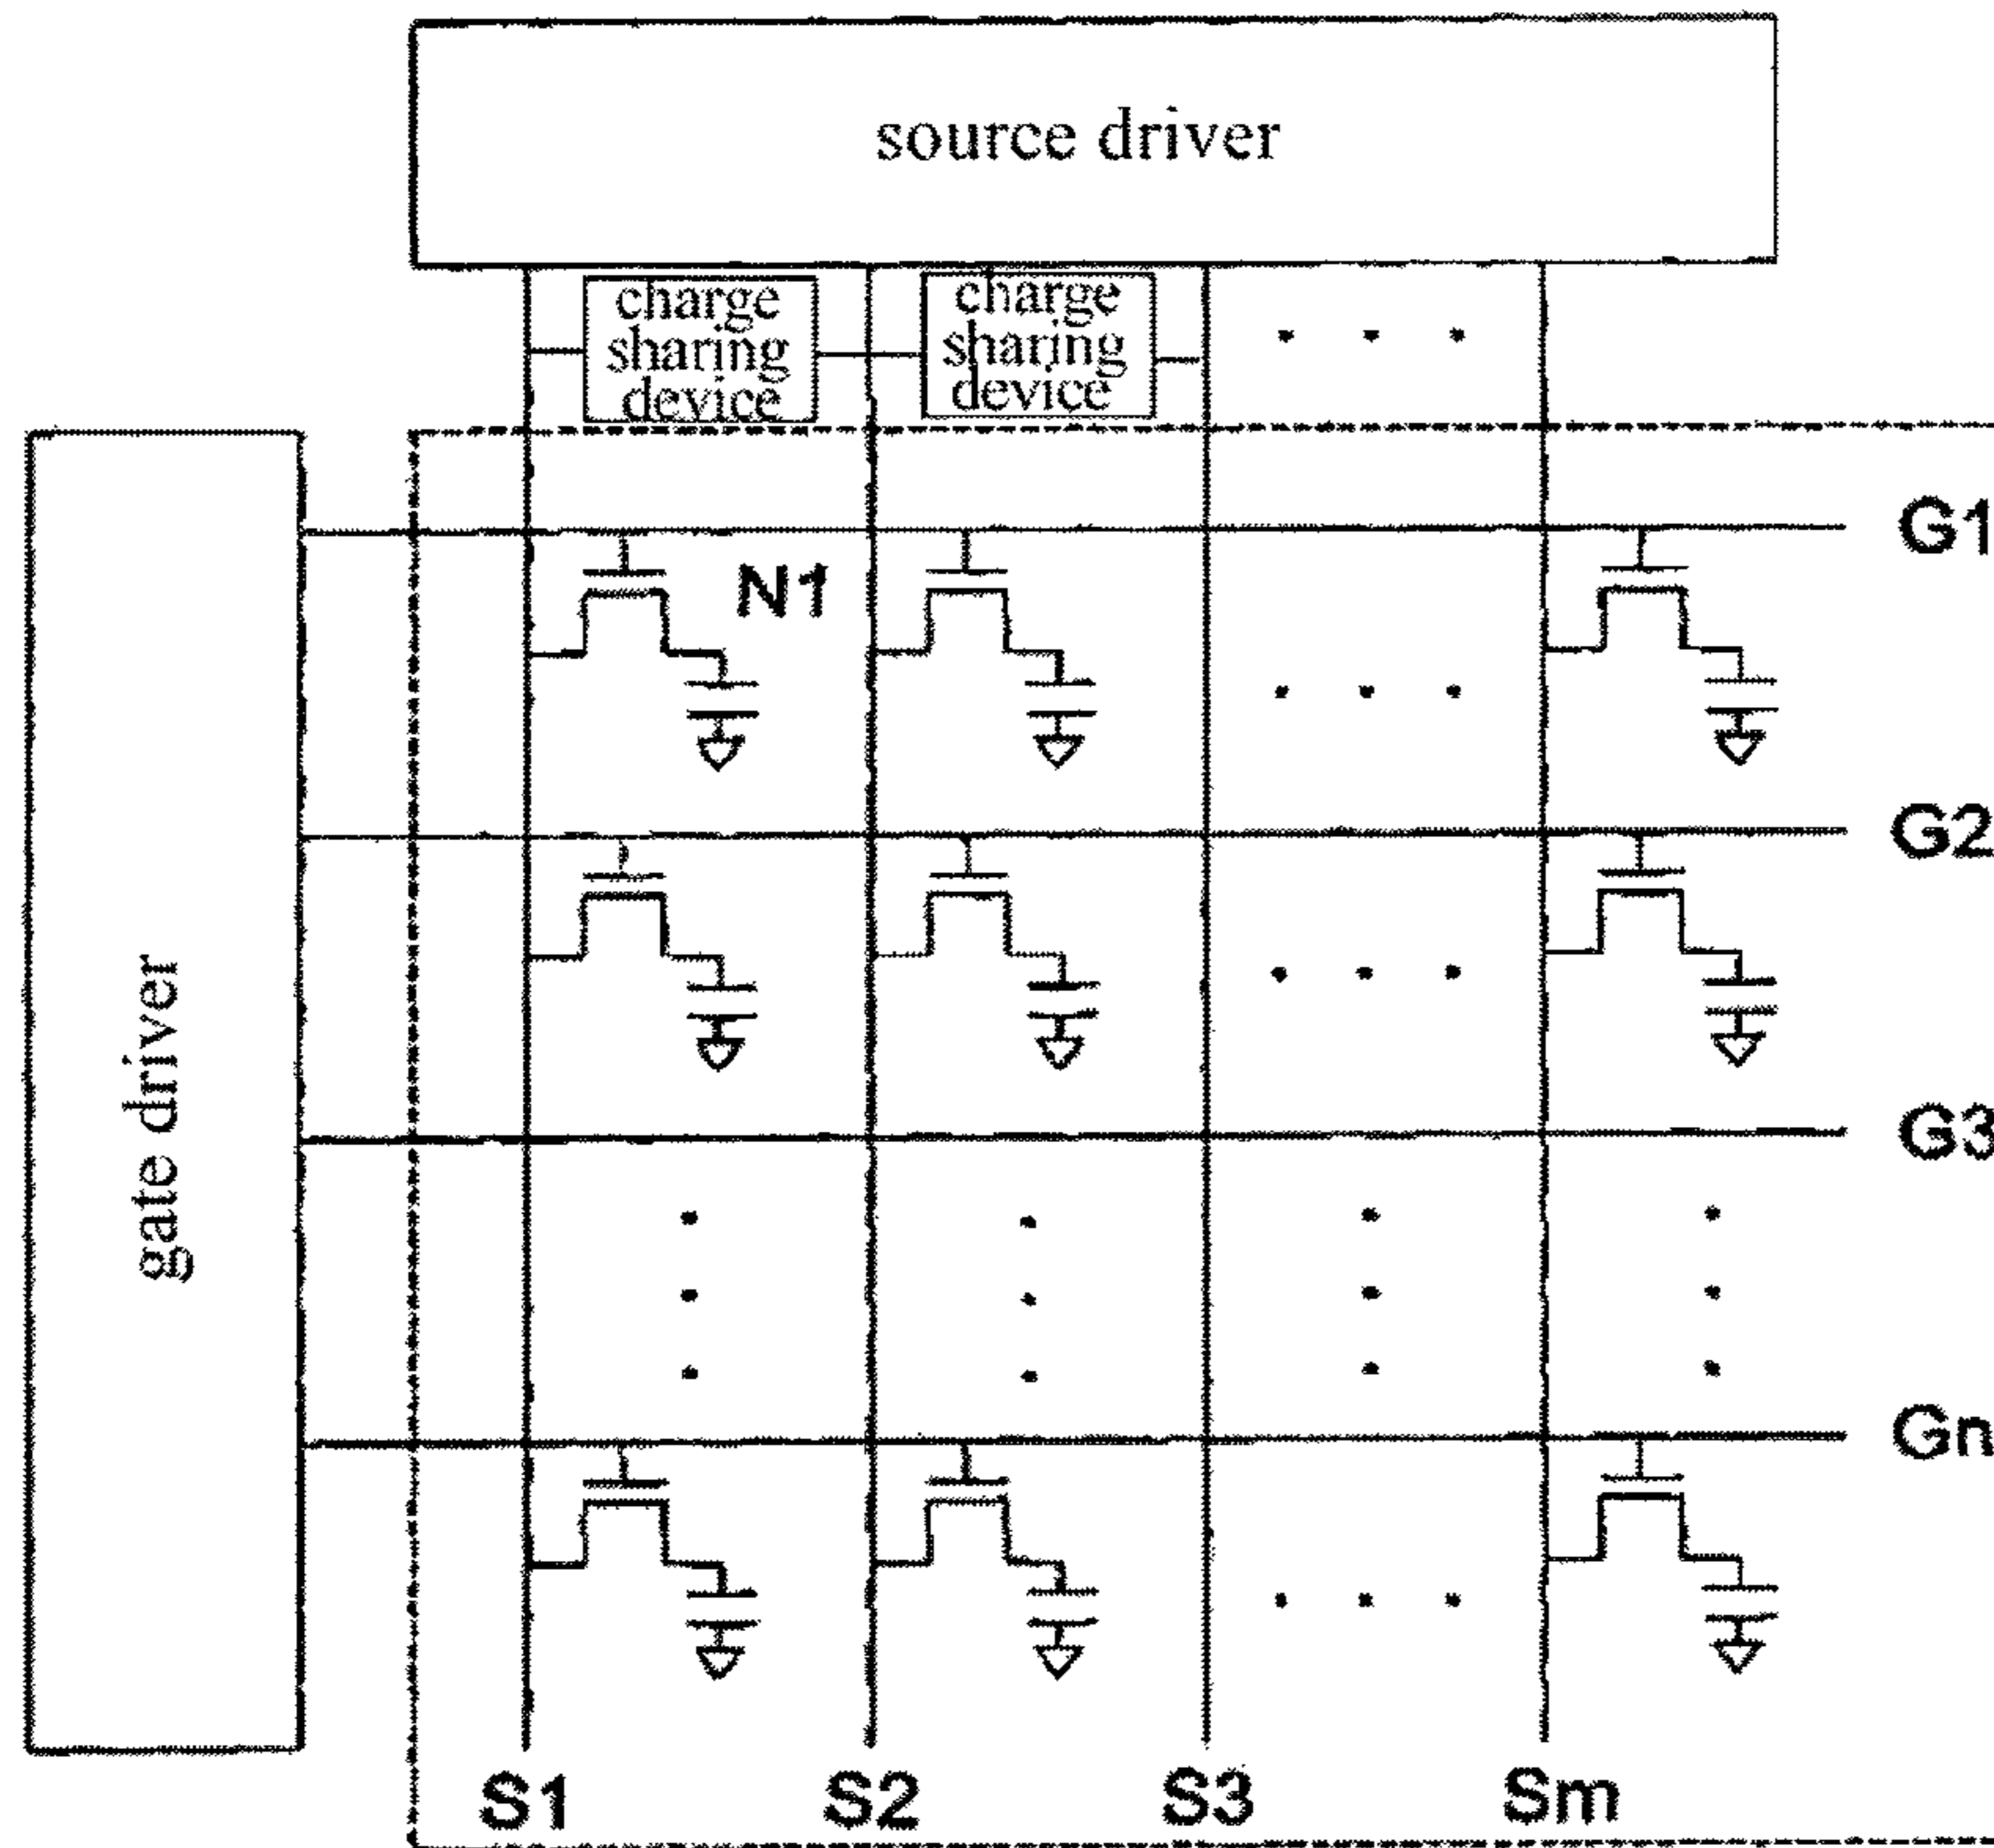 source driver
charge
sharing
device
charge
sharing
device
G1
N1
G2
gate driver
G3
Gn
S1 S2 S3 Sm